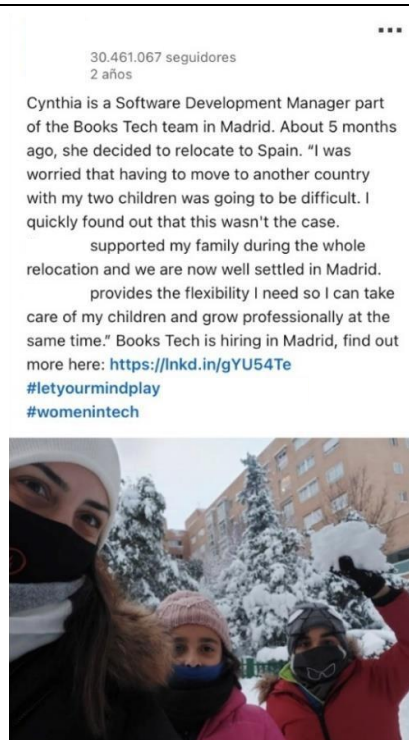 30.461.067 seguidores
2 años
Cynthia is a Software Development Manager part
of the Books Tech team in Madrid. About 5 months
ago, she decided to relocate to Spain. “I was
worried that having to move to another country
with my two children was going to be difficult. I
quickly found out that this wasn't the case.
supported my family during the whole
relocation and we are now well settled in Madrid.
provides the flexibility I need so I can take
care of my children and grow professionally at the
same time.” Books Tech is hiring in Madrid, find out
more here: https://lnkd.in/gYU54Te
#letyourmindplay
#womenintech